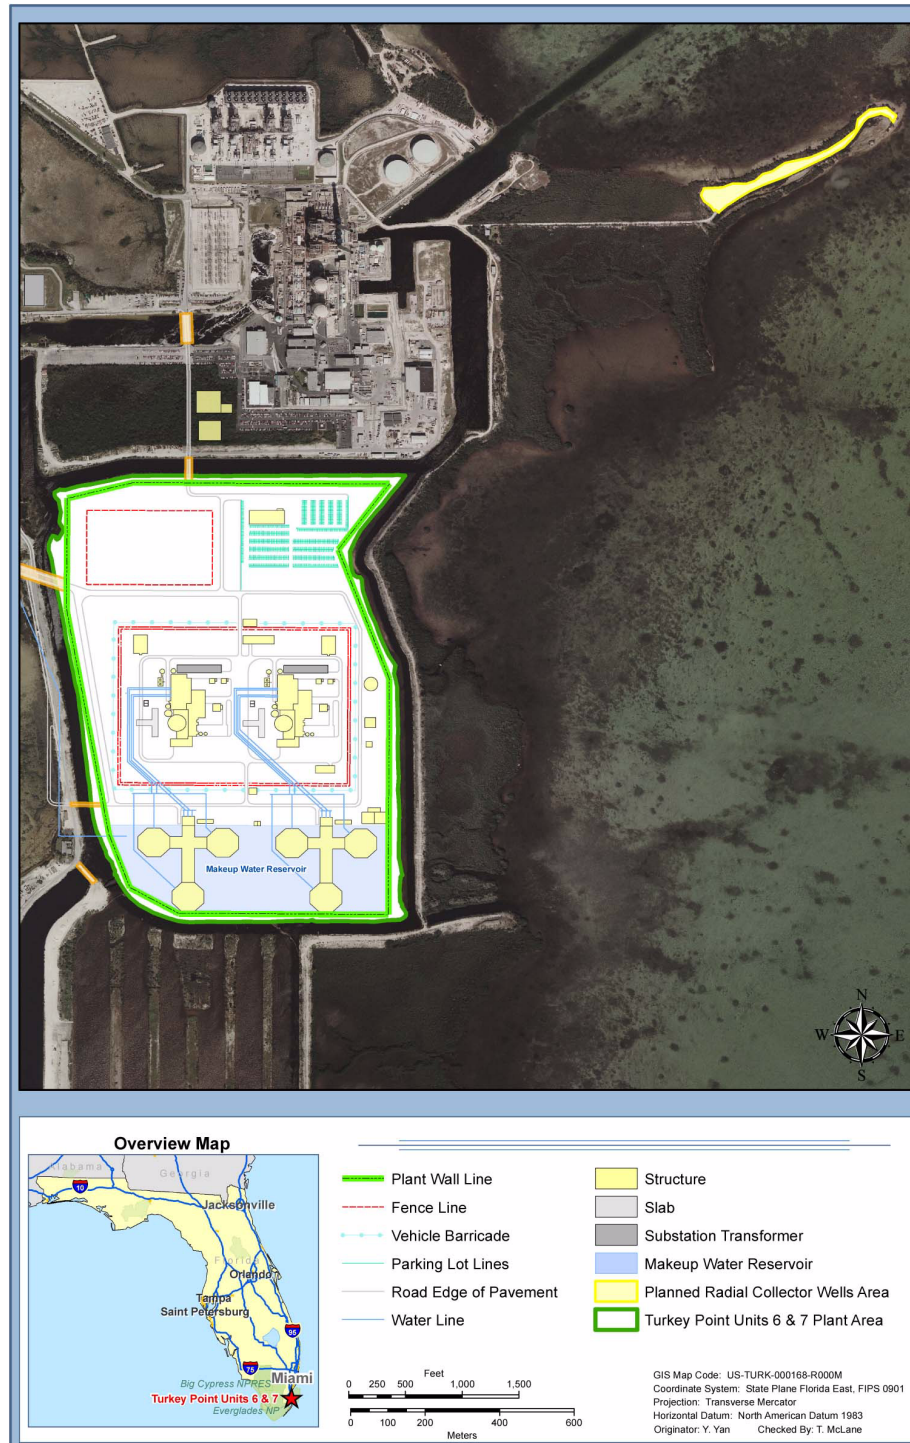 Makeup Water Reservoir
N
W E
S
Overview Map
Alabama
Georgia
10
Jacksonville
Florida
Orlando
Tampa
Saint Petersburg
95
75
Miami
Big Cypress NPRES
Turkey Point Units 6 & 7
Everglades NP
Plant Wall Line
Fence Line
Vehicle Barricade
Parking Lot Lines
Road Edge of Pavement
Water Line
Structure
Slab
Substation Transformer
Makeup Water Reservoir
Planned Radial Collector Wells Area
Turkey Point Units 6 & 7 Plant Area
Feet
0 250 500 1,000 1,500
0 100 200 400 600
Meters
GIS Map Code: US-TURK-000168-R000M
Coordinate System: State Plane Florida East, FIPS 0901
Projection: Transverse Mercator
Horizontal Datum: North American Datum 1983
Originator: Y. Yan Checked By: T. McLane